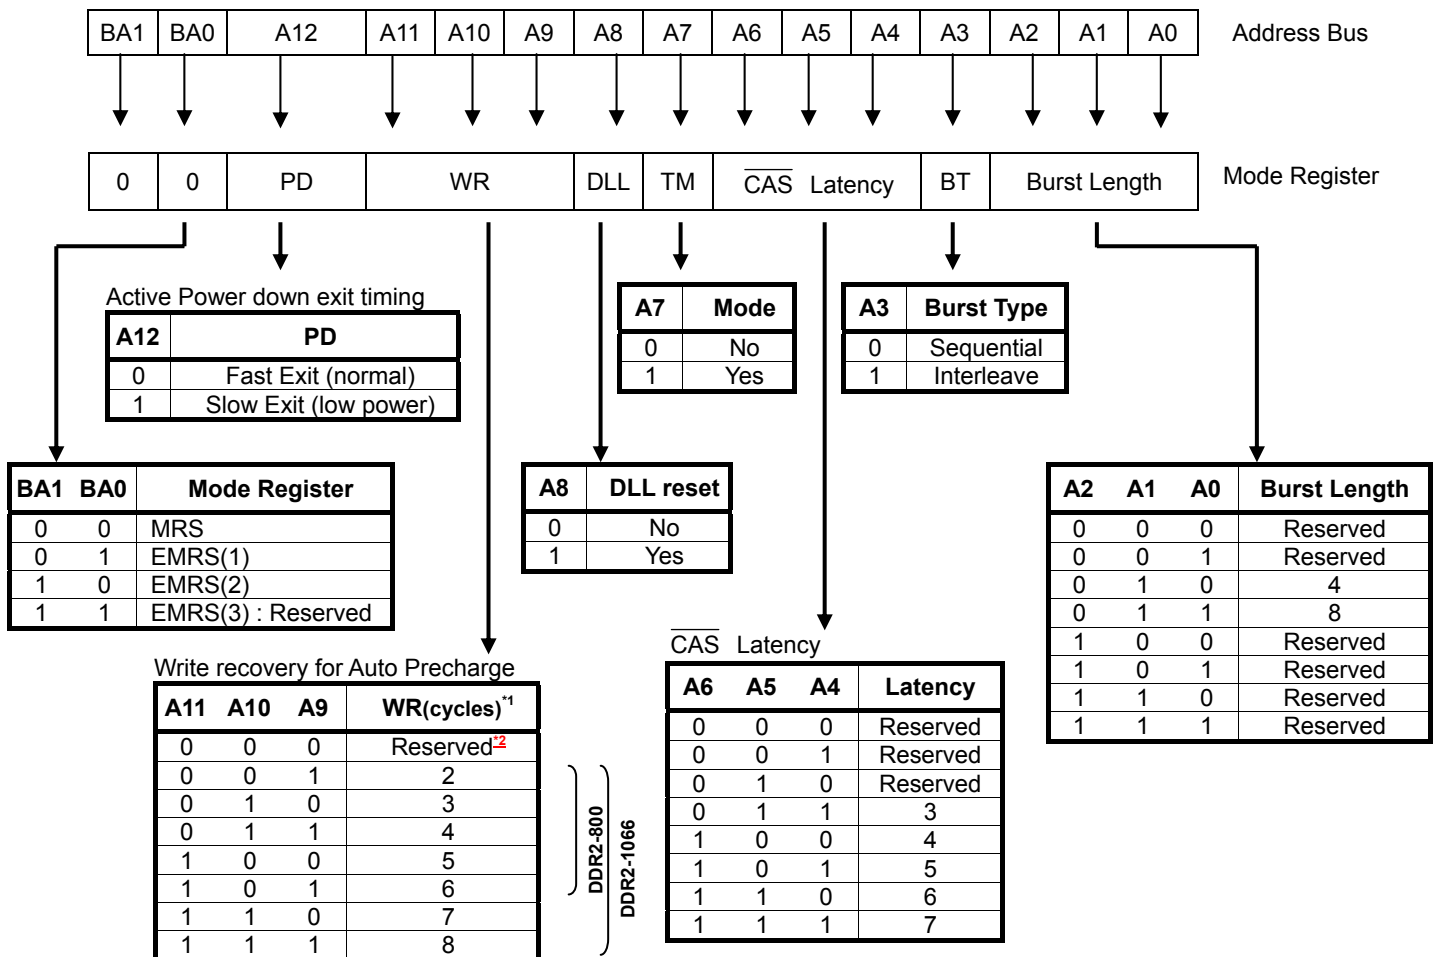 BA1 BA0 A12 A11 A10 A9 A8 A7 A6 A5 A4 A3 A2 A1 A0 Address Bus
0 0 PD WR DLL TM CAS Latency BT Burst Length Mode Register
Active Power down exit timing
A12 PD
0 Fast Exit (normal)
1 Slow Exit (low power)
A7 Mode
0 No
1 Yes
A3 Burst Type
0 Sequential
1 Interleave
BA1 BA0 Mode Register
0 0 MRS
0 1 EMRS(1)
1 0 EMRS(2)
1 1 EMRS(3) : Reserved
A8 DLL reset
0 No
1 Yes
A2 A1 A0 Burst Length
0 0 0 Reserved
0 0 1 Reserved
0 1 0 4
0 1 1 8
1 0 0 Reserved
1 0 1 Reserved
1 1 0 Reserved
1 1 1 Reserved
Write recovery for Auto Precharge
A11 A10 A9 WR(cycles)*1
0 0 0 Reserved*2
0 0 1 2
0 1 0 3
0 1 1 4
1 0 0 5
1 0 1 6
1 1 0 7
1 1 1 8
DDR2-800
DDR2-1066
CAS Latency
A6 A5 A4 Latency
0 0 0 Reserved
0 0 1 Reserved
0 1 0 Reserved
0 1 1 3
1 0 0 4
1 0 1 5
1 1 0 6
1 1 1 7